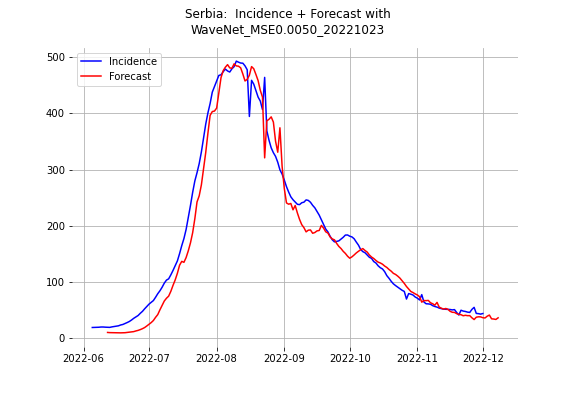 Serbia:  Incidence + Forecast with
WaveNet_MSE0.0050_20221023
500
400
300
200
100
0
Incidence
Forecast
2022-06 2022-07 2022-08 2022-09 2022-10 2022-11 2022-12